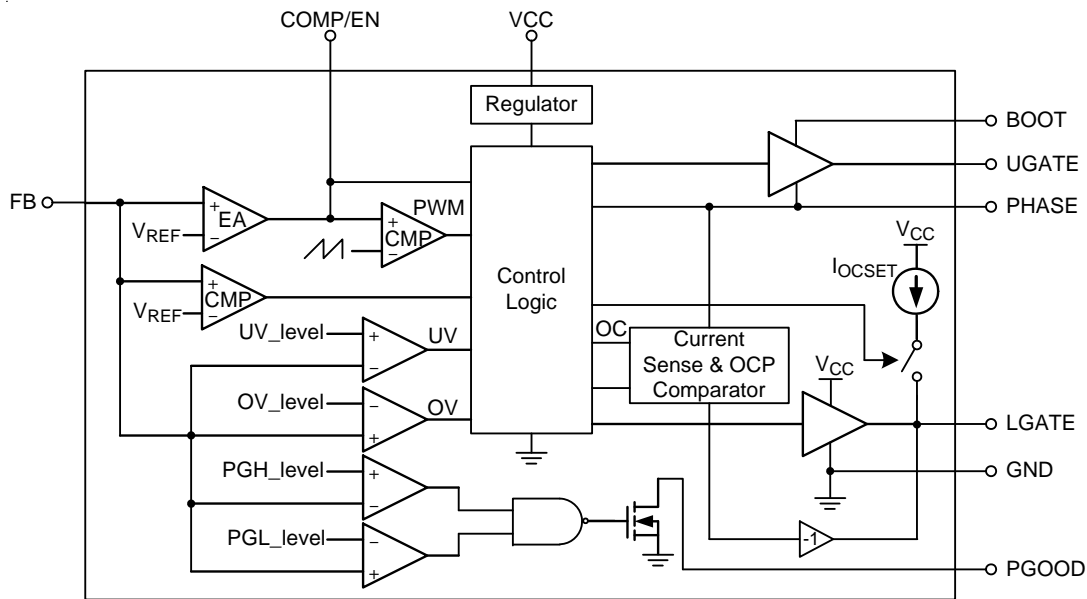 COMP/EN
VCC
Regulator
BOOT
UGATE
PHASE
FB
+
EA
VREF
−
PWM
+
CMP
−
+
CMP
VREF
−
Control
Logic
VCC
IOCSET
UV_level
+
−
UV
OC
Current
Sense & OCP
Comparator
VCC
OV_level
−
+
OV
LGATE
GND
PGH_level
+
−
PGL_level
−
+
-1
PGOOD